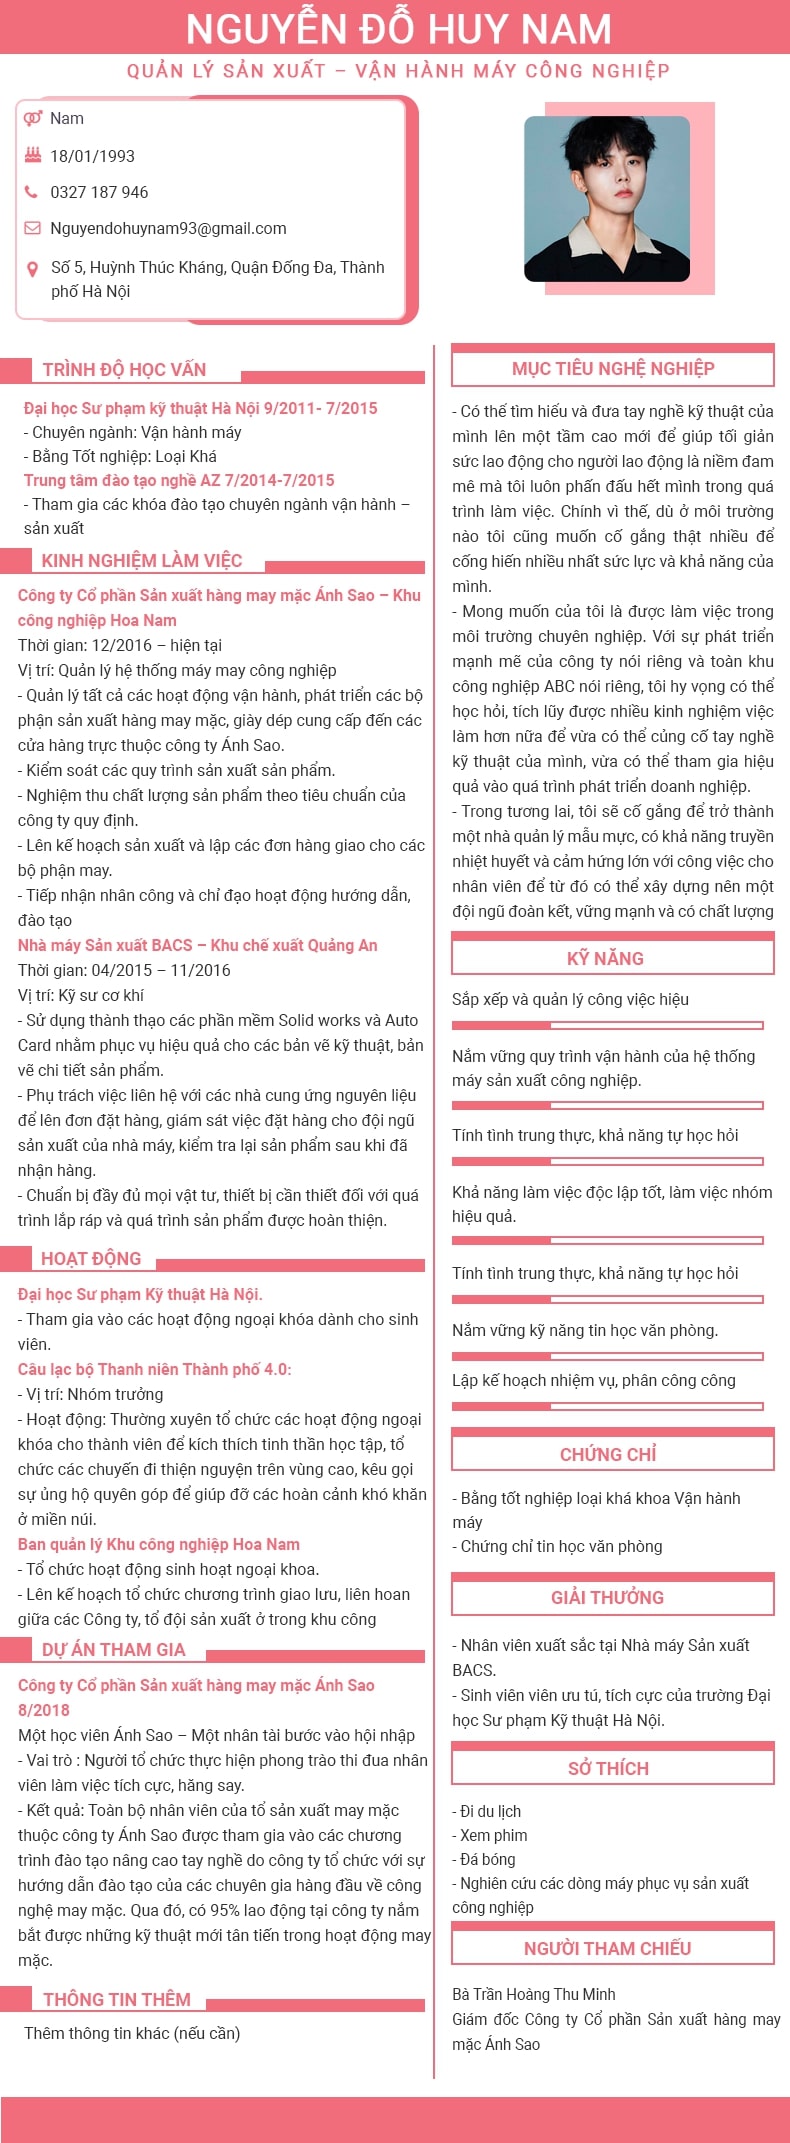 NGUYỄN ĐỖ HUY NAM
QUẢN LÝ SẢN XUẤT – VẬN HÀNH MÁY CÔNG NGHIỆP
Nam
18/01/1993
0327 187 946
Nguyendohuynam93@gmail.com
Số 5, Huỳnh Thúc Kháng, Quận Đống Đa, Thành
phố Hà Nội
TRÌNH ĐỘ HỌC VẤN
Đại học Sư phạm kỹ thuật Hà Nội 9/2011- 7/2015
- Chuyên ngành: Vận hành máy
- Bằng Tốt nghiệp: Loại Khá
Trung tâm đào tạo nghề AZ 7/2014-7/2015
- Tham gia các khóa đào tạo chuyên ngành vận hành –
sản xuất
KINH NGHIỆM LÀM VIỆC
Công ty Cổ phần Sản xuất hàng may mặc Ánh Sao – Khu
công nghiệp Hoa Nam
Thời gian: 12/2016 – hiện tại
Vị trí: Quản lý hệ thống máy may công nghiệp
- Quản lý tất cả các hoạt động vận hành, phát triển các bộ
phận sản xuất hàng may mặc, giày dép cung cấp đến các
cửa hàng trực thuộc công ty Ánh Sao.
- Kiểm soát các quy trình sản xuất sản phẩm.
- Nghiệm thu chất lượng sản phẩm theo tiêu chuẩn của
công ty quy định.
- Lên kế hoạch sản xuất và lập các đơn hàng giao cho các
bộ phận may.
- Tiếp nhận nhân công và chỉ đạo hoạt động hướng dẫn,
đào tạo
Nhà máy Sản xuất BACS – Khu chế xuất Quảng An
Thời gian: 04/2015 – 11/2016
Vị trí: Kỹ sư cơ khí
- Sử dụng thành thạo các phần mềm Solid works và Auto
Card nhằm phục vụ hiệu quả cho các bản vẽ kỹ thuật, bản
vẽ chi tiết sản phẩm.
- Phụ trách việc liên hệ với các nhà cung ứng nguyên liệu
để lên đơn đặt hàng, giám sát việc đặt hàng cho đội ngũ
sản xuất của nhà máy, kiểm tra lại sản phẩm sau khi đã
nhận hàng.
- Chuẩn bị đầy đủ mọi vật tư, thiết bị cần thiết đối với quá
trình lắp ráp và quá trình sản phẩm được hoàn thiện.
HOẠT ĐỘNG
Đại học Sư phạm Kỹ thuật Hà Nội.
- Tham gia vào các hoạt động ngoại khóa dành cho sinh
viên.
Câu lạc bộ Thanh niên Thành phố 4.0:
- Vị trí: Nhóm trưởng
- Hoạt động: Thường xuyên tổ chức các hoạt động ngoại
khóa cho thành viên để kích thích tinh thần học tập, tổ
chức các chuyến đi thiện nguyện trên vùng cao, kêu gọi
sự ủng hộ quyên góp để giúp đỡ các hoàn cảnh khó khăn
ở miền núi.
Ban quản lý Khu công nghiệp Hoa Nam
- Tổ chức hoạt động sinh hoạt ngoại khoa.
- Lên kế hoạch tổ chức chương trình giao lưu, liên hoan
giữa các Công ty, tổ đội sản xuất ở trong khu công
DỰ ÁN THAM GIA
Công ty Cổ phần Sản xuất hàng may mặc Ánh Sao
8/2018
Một học viên Ánh Sao – Một nhân tài bước vào hội nhập
- Vai trò : Người tổ chức thực hiện phong trào thi đua nhân
viên làm việc tích cực, hăng say.
- Kết quả: Toàn bộ nhân viên của tổ sản xuất may mặc
thuộc công ty Ánh Sao được tham gia vào các chương
trình đào tạo nâng cao tay nghề do công ty tổ chức với sự
hướng dẫn đào tạo của các chuyên gia hàng đầu về công
nghệ may mặc. Qua đó, có 95% lao động tại công ty nắm
bắt được những kỹ thuật mới tân tiến trong hoạt động may
mặc.
THÔNG TIN THÊM
Thêm thông tin khác (nếu cần)
MỤC TIÊU NGHỆ NGHIỆP
- Có thể tìm hiểu và đưa tay nghề kỹ thuật của
mình lên một tầm cao mới để giúp tối giản
sức lao động cho người lao động là niềm đam
mê mà tôi luôn phấn đấu hết mình trong quá
trình làm việc. Chính vì thế, dù ở môi trường
nào tôi cũng muốn cố gắng thật nhiều để
cống hiến nhiều nhất sức lực và khả năng của
mình.
- Mong muốn của tôi là được làm việc trong
môi trường chuyên nghiệp. Với sự phát triển
mạnh mẽ của công ty nói riêng và toàn khu
công nghiệp ABC nói riêng, tôi hy vọng có thể
học hỏi, tích lũy được nhiều kinh nghiệm việc
làm hơn nữa để vừa có thể củng cố tay nghề
kỹ thuật của mình, vừa có thể tham gia hiệu
quả vào quá trình phát triển doanh nghiệp.
- Trong tương lai, tôi sẽ cố gắng để trở thành
một nhà quản lý mẫu mực, có khả năng truyền
nhiệt huyết và cảm hứng lớn với công việc cho
nhân viên để từ đó có thể xây dựng nên một
đội ngũ đoàn kết, vững mạnh và có chất lượng
KỸ NĂNG
Sắp xếp và quản lý công việc hiệu
Nắm vững quy trình vận hành của hệ thống
máy sản xuất công nghiệp.
Tính tình trung thực, khả năng tự học hỏi
Khả năng làm việc độc lập tốt, làm việc nhóm
hiệu quả.
Tính tình trung thực, khả năng tự học hỏi
Nắm vững kỹ năng tin học văn phòng.
Lập kế hoạch nhiệm vụ, phân công công
CHỨNG CHỈ
- Bằng tốt nghiệp loại khá khoa Vận hành
máy
- Chứng chỉ tin học văn phòng
GIẢI THƯỞNG
- Nhân viên xuất sắc tại Nhà máy Sản xuất
BACS.
- Sinh viên viên ưu tú, tích cực của trường Đại
học Sư phạm Kỹ thuật Hà Nội.
SỞ THÍCH
- Đi du lịch
- Xem phim
- Đá bóng
- Nghiên cứu các dòng máy phục vụ sản xuất
công nghiệp
NGƯỜI THAM CHIẾU
Bà Trần Hoàng Thu Minh
Giám đốc Công ty Cổ phần Sản xuất hàng may
mặc Ánh Sao